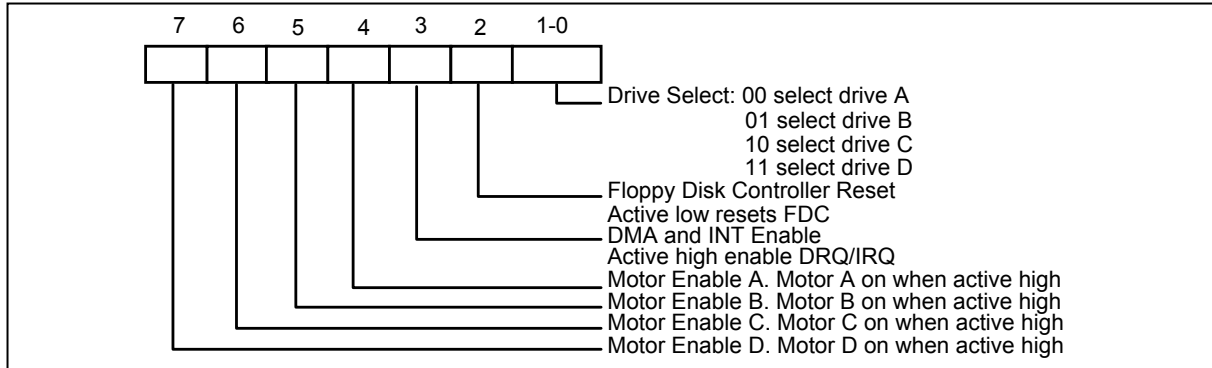 7 6 5 4 3 2 1-0
Drive Select: 00 select drive A
01 select drive B
10 select drive C
11 select drive D
Floppy Disk Controller Reset
Active low resets FDC
DMA and INT Enable
Active high enable DRQ/IRQ
Motor Enable A. Motor A on when active high
Motor Enable B. Motor B on when active high
Motor Enable C. Motor C on when active high
Motor Enable D. Motor D on when active high